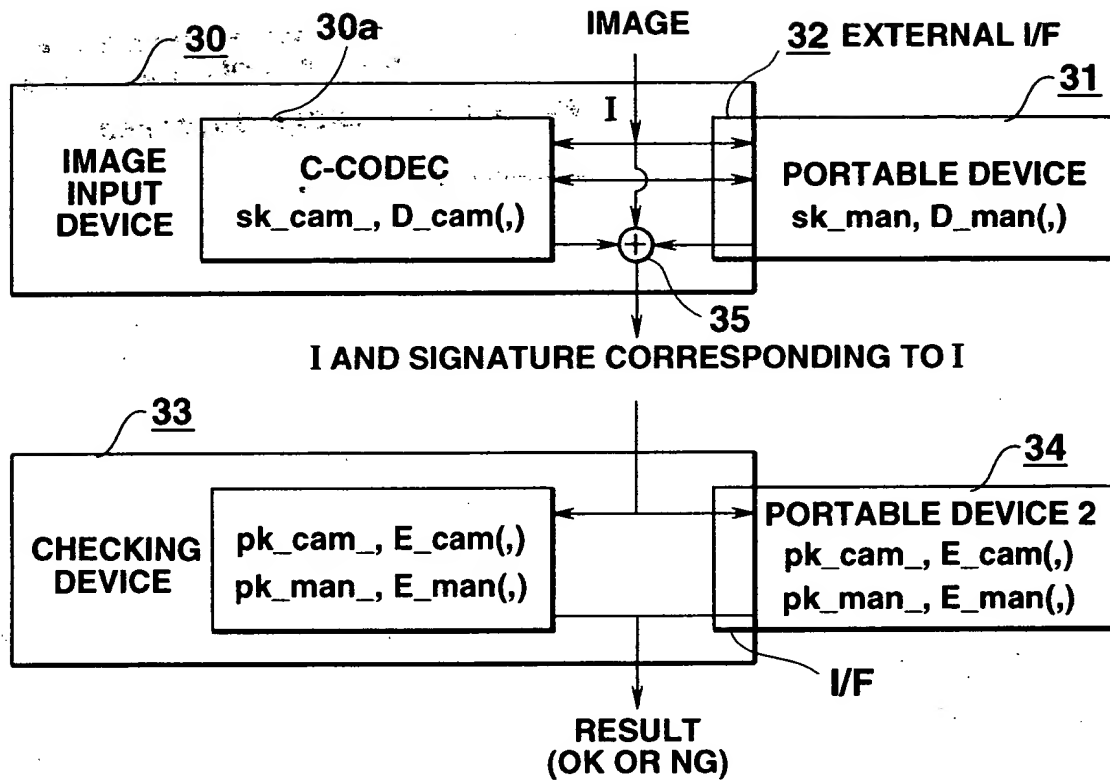 30
30a
IMAGE
32 EXTERNAL I/F
31
I
IMAGE
INPUT
DEVICE
C-CODEC
sk_cam_, D_cam(,)
PORTABLE DEVICE
sk_man, D_man(,)
+
35
I AND SIGNATURE CORRESPONDING TO I
33
34
CHECKING
DEVICE
pk_cam_, E_cam(,)
pk_man_, E_man(,)
PORTABLE DEVICE 2
pk_cam_, E_cam(,)
pk_man_, E_man(,)
I/F
RESULT
(OK OR NG)